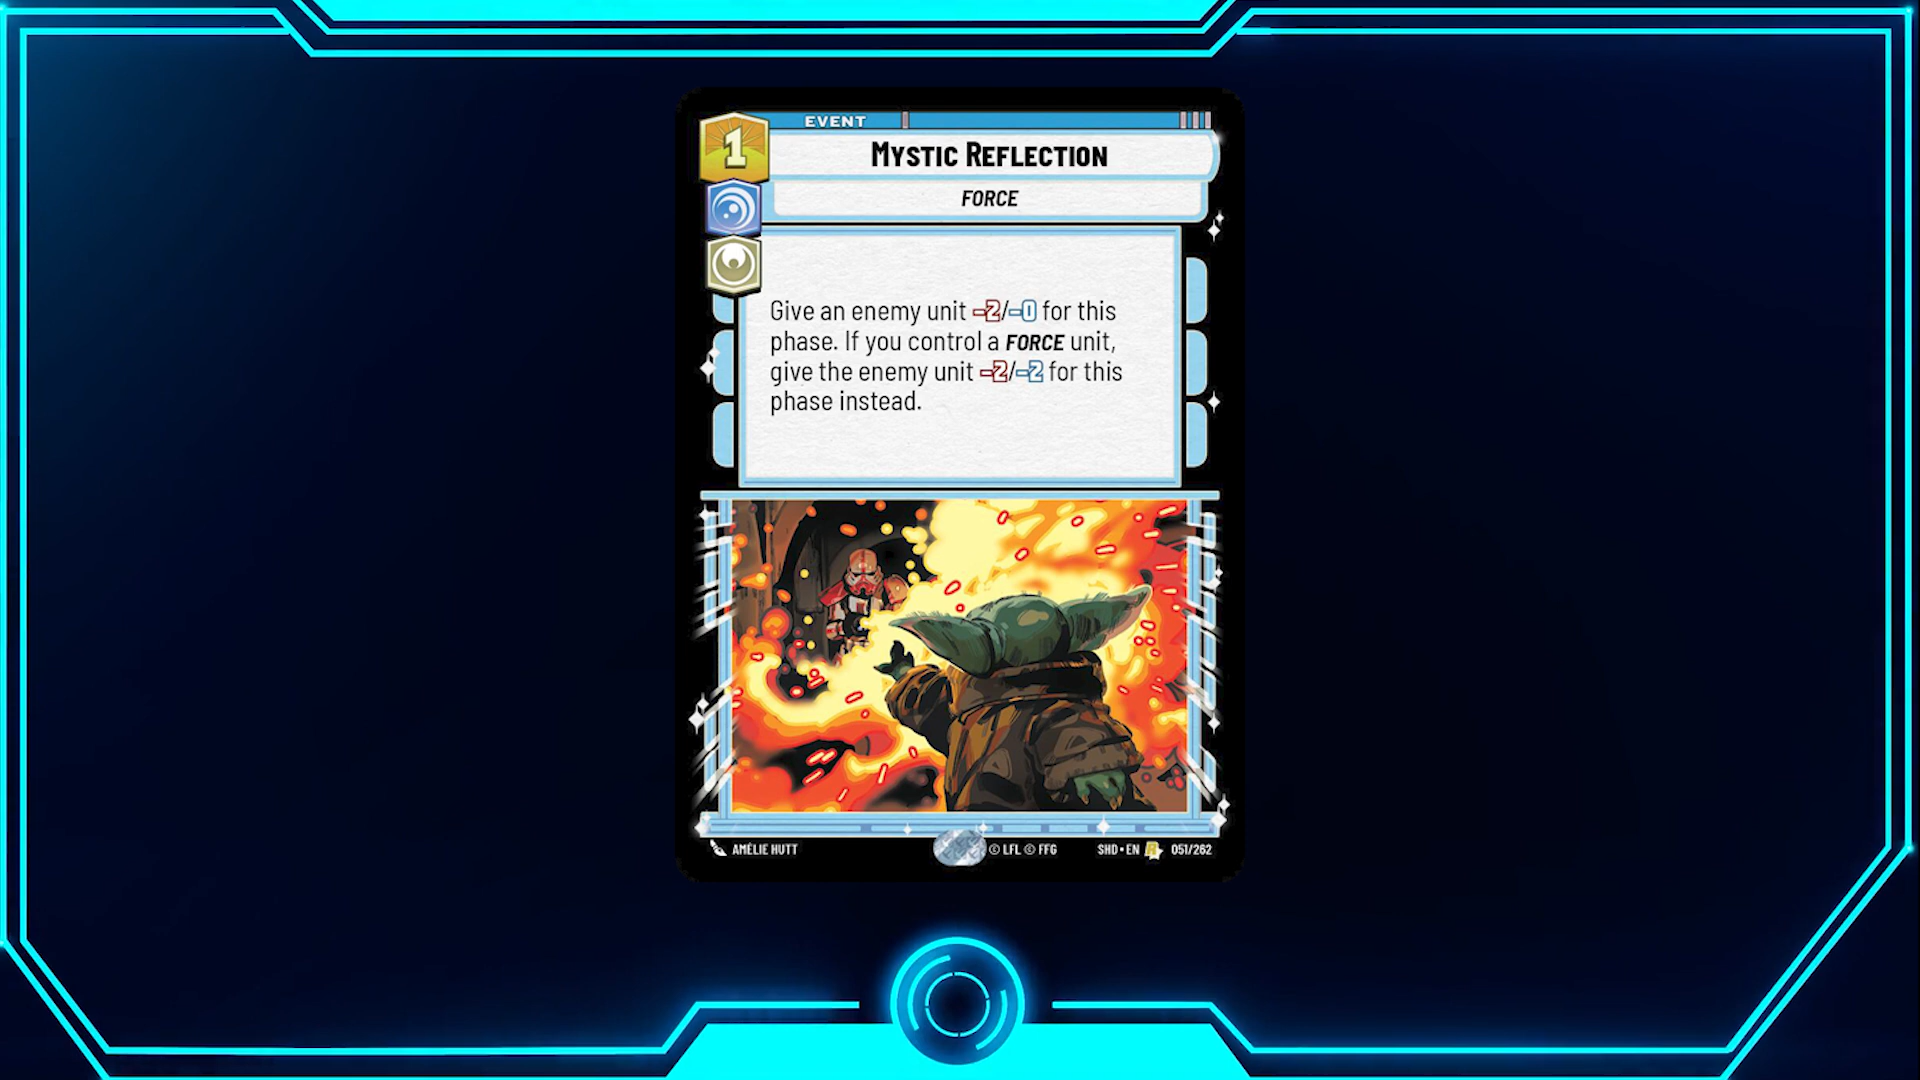 EVENT
1
MYSTIC REFLECTION
FORCE
Give an enemy unit -2/-0 for this
phase. If you control a FORCE unit,
give the enemy unit -2/-2 for this
phase instead.
AMÉLIE HUTT
© LFL © FFG
SHD • EN R 051/262